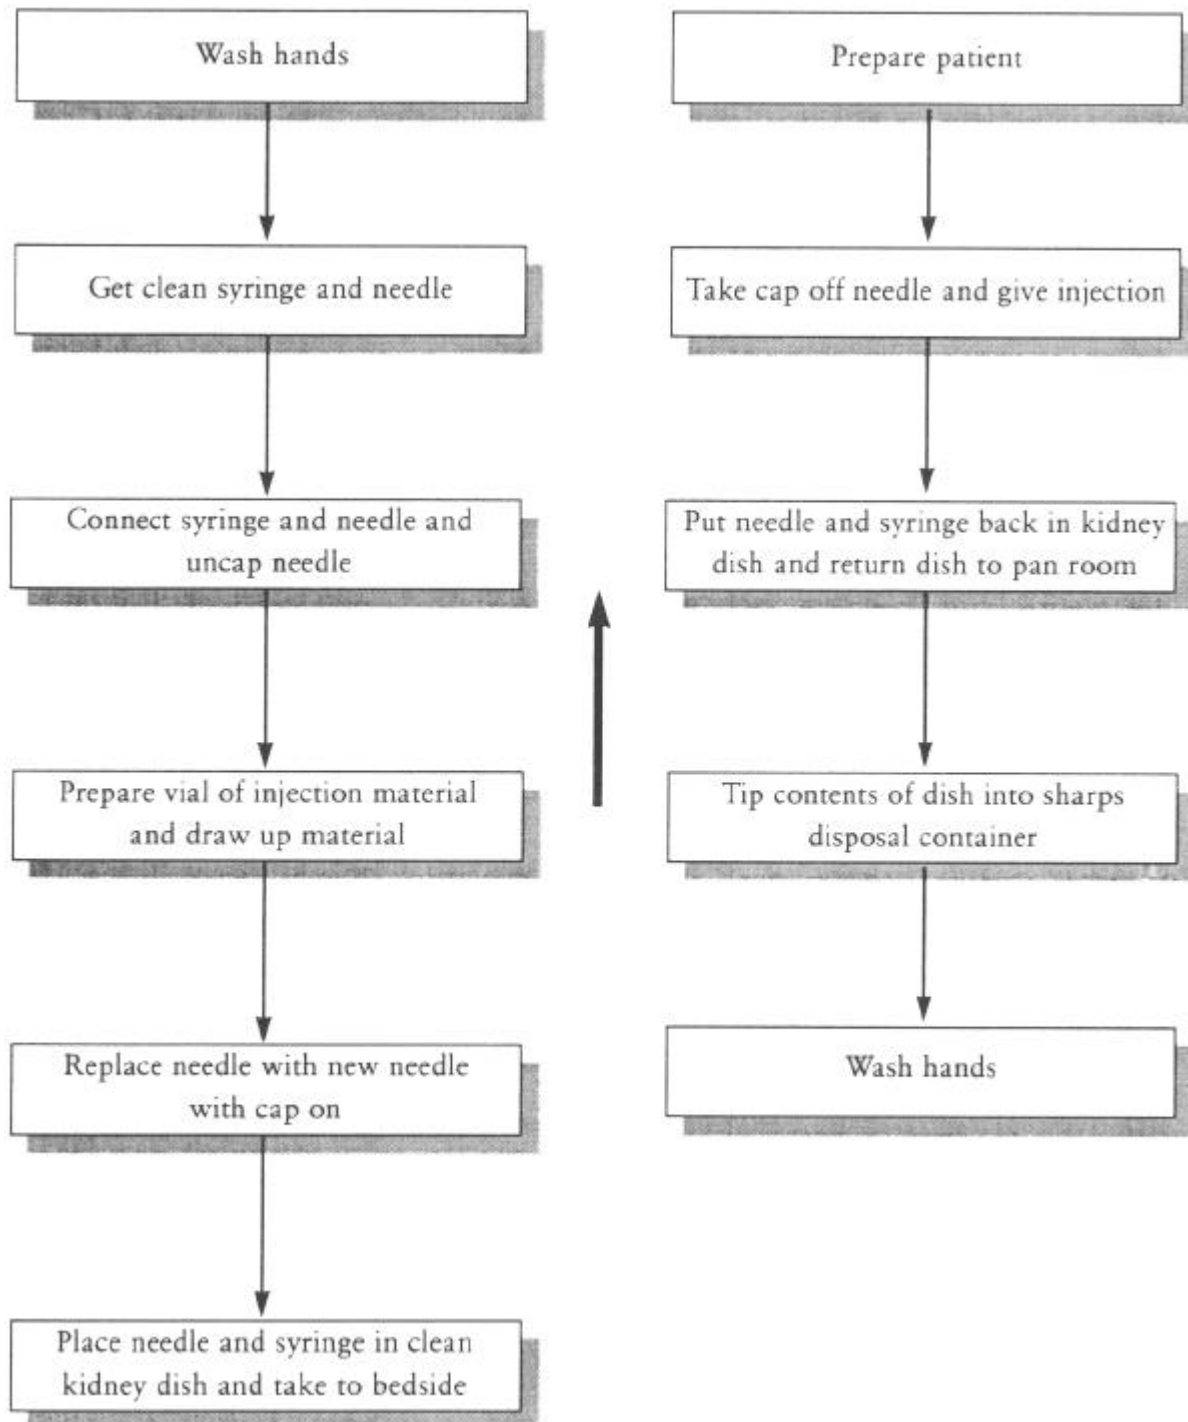 Wash hands
Get clean syringe and needle
Connect syringe and needle and
uncap needle
Prepare vial of injection material
and draw up material
Replace needle with new needle
with cap on
Place needle and syringe in clean
kidney dish and take to bedside
Prepare patient
Take cap off needle and give injection
Put needle and syringe back in kidney
dish and return dish to pan room
Tip contents of dish into sharps
disposal container
Wash hands